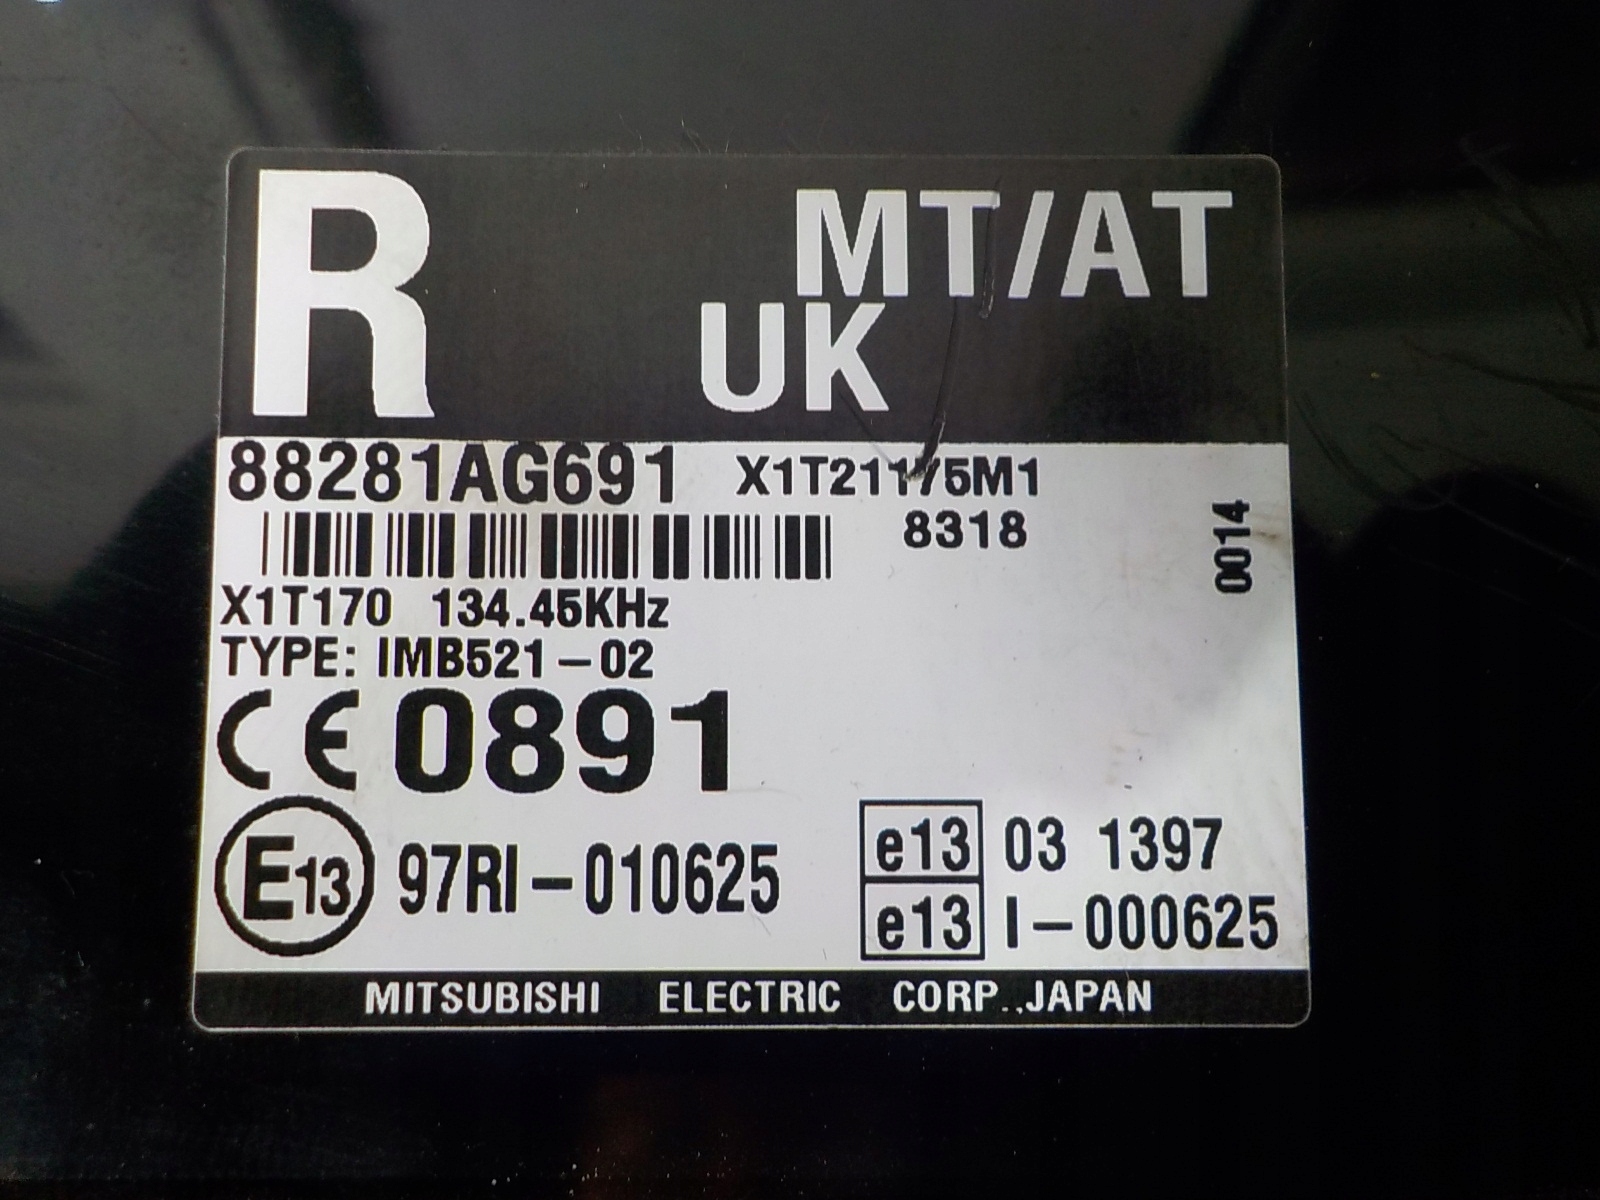 R
MT/AT
UK
88281AG691
8318
0014
X1T170 134.45KHz
TYPE: IMB521-02
CE 0891
E13 97RI-010625
e13 03 1397
e13 I-000625
MITSUBISHI ELECTRIC CORP.,JAPAN